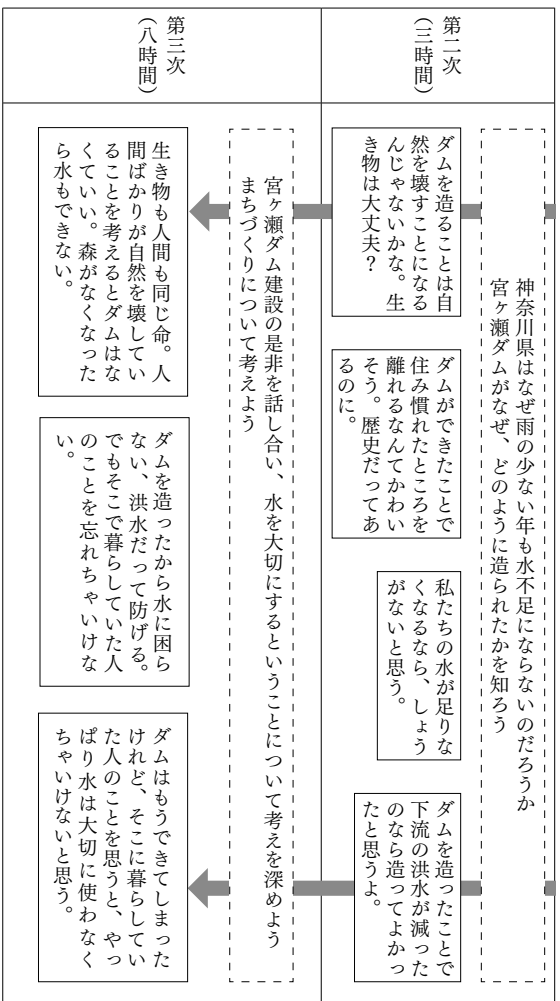 第二次
（三時間）
神奈川県はなぜ雨の少ない年も水不足にならないのだろうか
宮ヶ瀬ダムがなぜ、どのように造られたかを知ろう
ダムを造ることは自
然を壊すことになる
んじゃないかな。生
き物は大丈夫？
ダムができたことで
住み慣れたところを
離れるなんてかわい
そう。歴史だってあ
るのに。
私たちの水が足りな
くなるなら、しょう
がないと思う。
ダムを造ったことで
下流の洪水が減った
のなら造ってよかっ
たと思うよ。
第三次
（八時間）
宮ヶ瀬ダム建設の是非を話し合い、水を大切にするということについて考えを深めよう
まちづくりについて考えよう
生き物も人間も同じ命。人
間ばかりが自然を壊してい
ることを考えるとダムはな
くていい。森がなくなった
ら水もできない。
ダムを造ったから水に困ら
ない、洪水だって防げる。
でもそこで暮らしていた人
のことを忘れちゃいけな
い。
ダムはもうできてしまった
けれど、そこに暮らしてい
た人のことを思うと、やっ
ぱり水は大切に使わなく
ちゃいけないと思う。